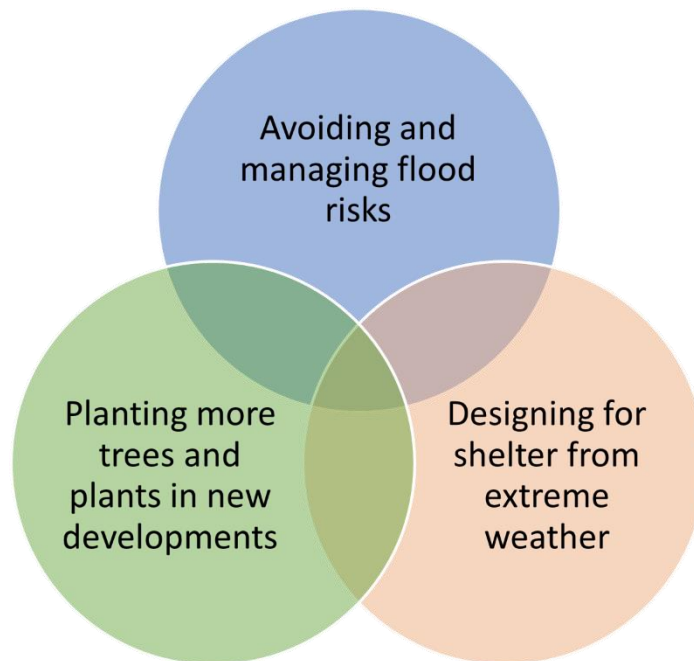 Avoiding and
managing flood
risks
Planting more
trees and
plants in new
developments
Designing for
shelter from
extreme
weather